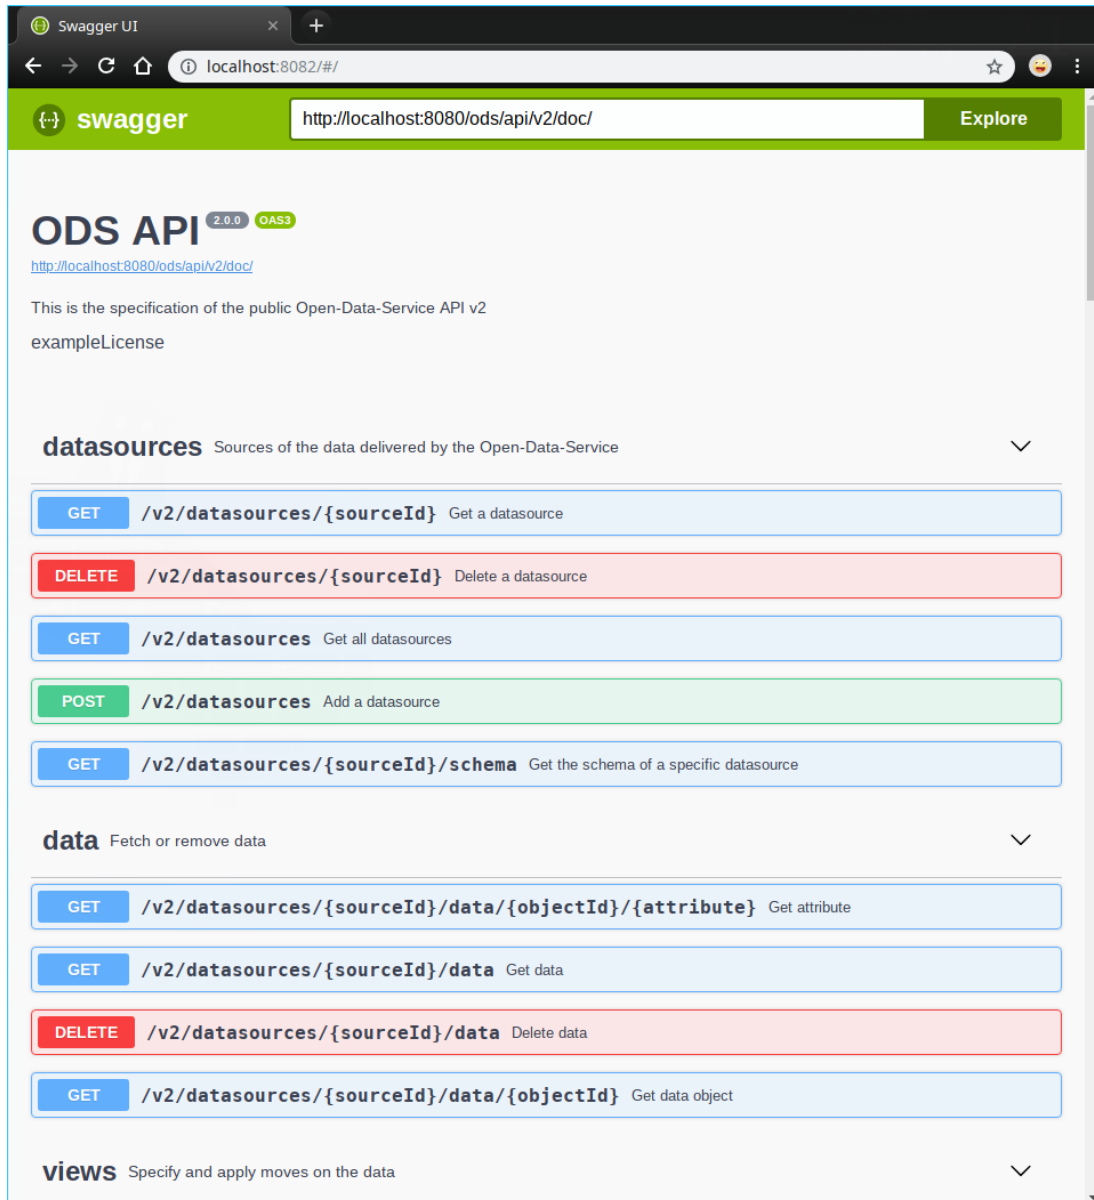 Swagger UI
localhost:8082/#/
{··} swagger http://localhost:8080/ods/api/v2/doc/ Explore
ODS API 2.0.0 OAS3
http://localhost:8080/ods/api/v2/doc/
This is the specification of the public Open-Data-Service API v2
exampleLicense
datasources Sources of the data delivered by the Open-Data-Service
GET /v2/datasources/{sourceId} Get a datasource
DELETE /v2/datasources/{sourceId} Delete a datasource
GET /v2/datasources Get all datasources
POST /v2/datasources Add a datasource
GET /v2/datasources/{sourceId}/schema Get the schema of a specific datasource
data Fetch or remove data
GET /v2/datasources/{sourceId}/data/{objectId}/{attribute} Get attribute
GET /v2/datasources/{sourceId}/data Get data
DELETE /v2/datasources/{sourceId}/data Delete data
GET /v2/datasources/{sourceId}/data/{objectId} Get data object
views Specify and apply moves on the data